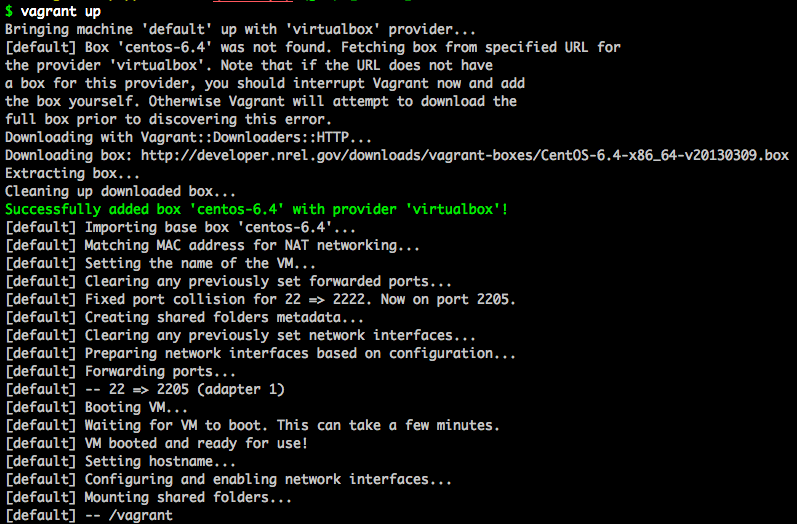 $ vagrant up
Bringing machine 'default' up with 'virtualbox' provider...
[default] Box 'centos-6.4' was not found. Fetching box from specified URL for
the provider 'virtualbox'. Note that if the URL does not have
a box for this provider, you should interrupt Vagrant now and add
the box yourself. Otherwise Vagrant will attempt to download the
full box prior to discovering this error.
Downloading with Vagrant::Downloaders::HTTP...
Downloading box: http://developer.nrel.gov/downloads/vagrant-boxes/CentOS-6.4-x86_64-v20130309.box
Extracting box...
Cleaning up downloaded box...
Successfully added box 'centos-6.4' with provider 'virtualbox'!
[default] Importing base box 'centos-6.4'...
[default] Matching MAC address for NAT networking...
[default] Setting the name of the VM...
[default] Clearing any previously set forwarded ports...
[default] Fixed port collision for 22 => 2222. Now on port 2205.
[default] Creating shared folders metadata...
[default] Clearing any previously set network interfaces...
[default] Preparing network interfaces based on configuration...
[default] Forwarding ports...
[default] -- 22 => 2205 (adapter 1)
[default] Booting VM...
[default] Waiting for VM to boot. This can take a few minutes.
[default] VM booted and ready for use!
[default] Setting hostname...
[default] Configuring and enabling network interfaces...
[default] Mounting shared folders...
[default] -- /vagrant